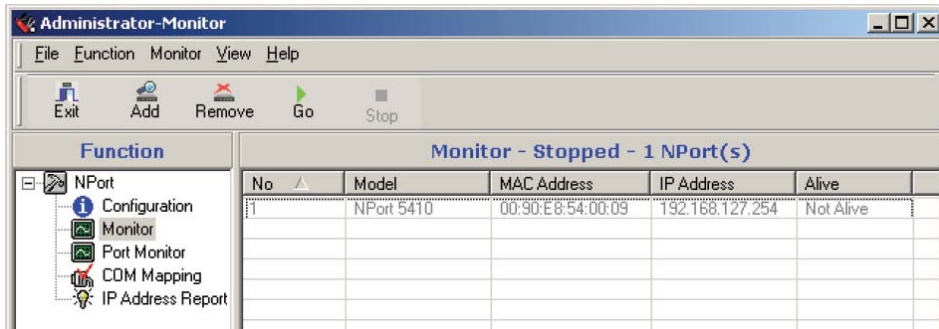 Administrator-Monitor
File Function Monitor View Help
Exit Add Remove Go Stop
Function
Monitor - Stopped - 1 NPort(s)
NPort
Configuration
Monitor
Port Monitor
COM Mapping
IP Address Report
No Model MAC Address IP Address Alive
1 NPort 5410 00:90:E8:54:00:09 192.168.127.254 Not Alive